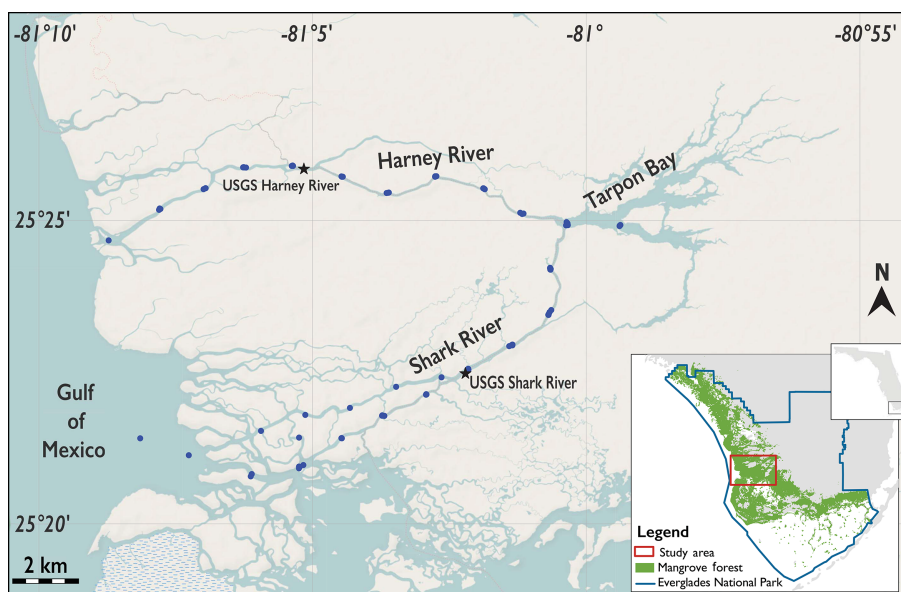 -81°10'
-81°5'
-81°
-80°55'
Harney River
USGS Harney River
Tarpon Bay
25°25'
N
Shark River
USGS Shark River
Gulf
of
Mexico
25°20'
2 km
Legend
Study area
Mangrove forest
Everglades National Park